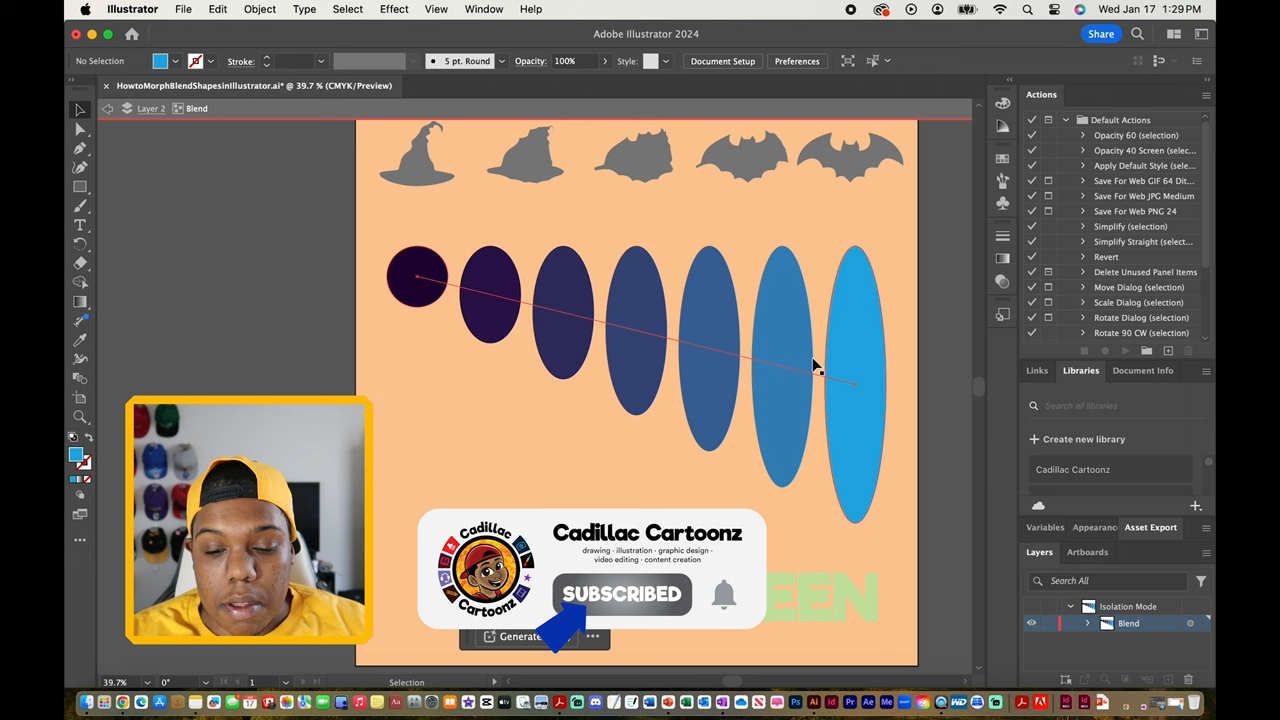 Illustrator File Edit Object Type Select Effect View Window Help
Wed Jan 17 1:29 PM
Adobe Illustrator 2024
Share
No Selection
Stroke:
5 pt. Round
Opacity: 100%
Style:
Document Setup
Preferences
× HowtoMorphBlendShapesinIllustrator.ai* @ 39.7 % (CMYK/Preview)
Layer 2 Blend
Actions
Default Actions
Opacity 60 (selection)
Opacity 40 Screen (selec...
Apply Default Style (sele...
Save For Web GIF 64 Dit...
Save For Web JPG Medium
Save For Web PNG 24
Simplify (selection)
Simplify Straight (select...
Revert
Delete Unused Panel Items
Move Dialog (selection)
Scale Dialog (selection)
Rotate Dialog (selection)
Rotate 90 CW (selection)
Links Libraries Document Info
Search all libraries
+ Create new library
Cadillac Cartoonz
Variables Appearanc Asset Export
Layers Artboards
Search All
Isolation Mode
Blend
Cadillac Cartoonz
Cadillac Cartoonz
drawing · illustration · graphic design ·
video editing · content creation
SUBSCRIBED
EEN
Generate
39.7% 0° 1 Selection